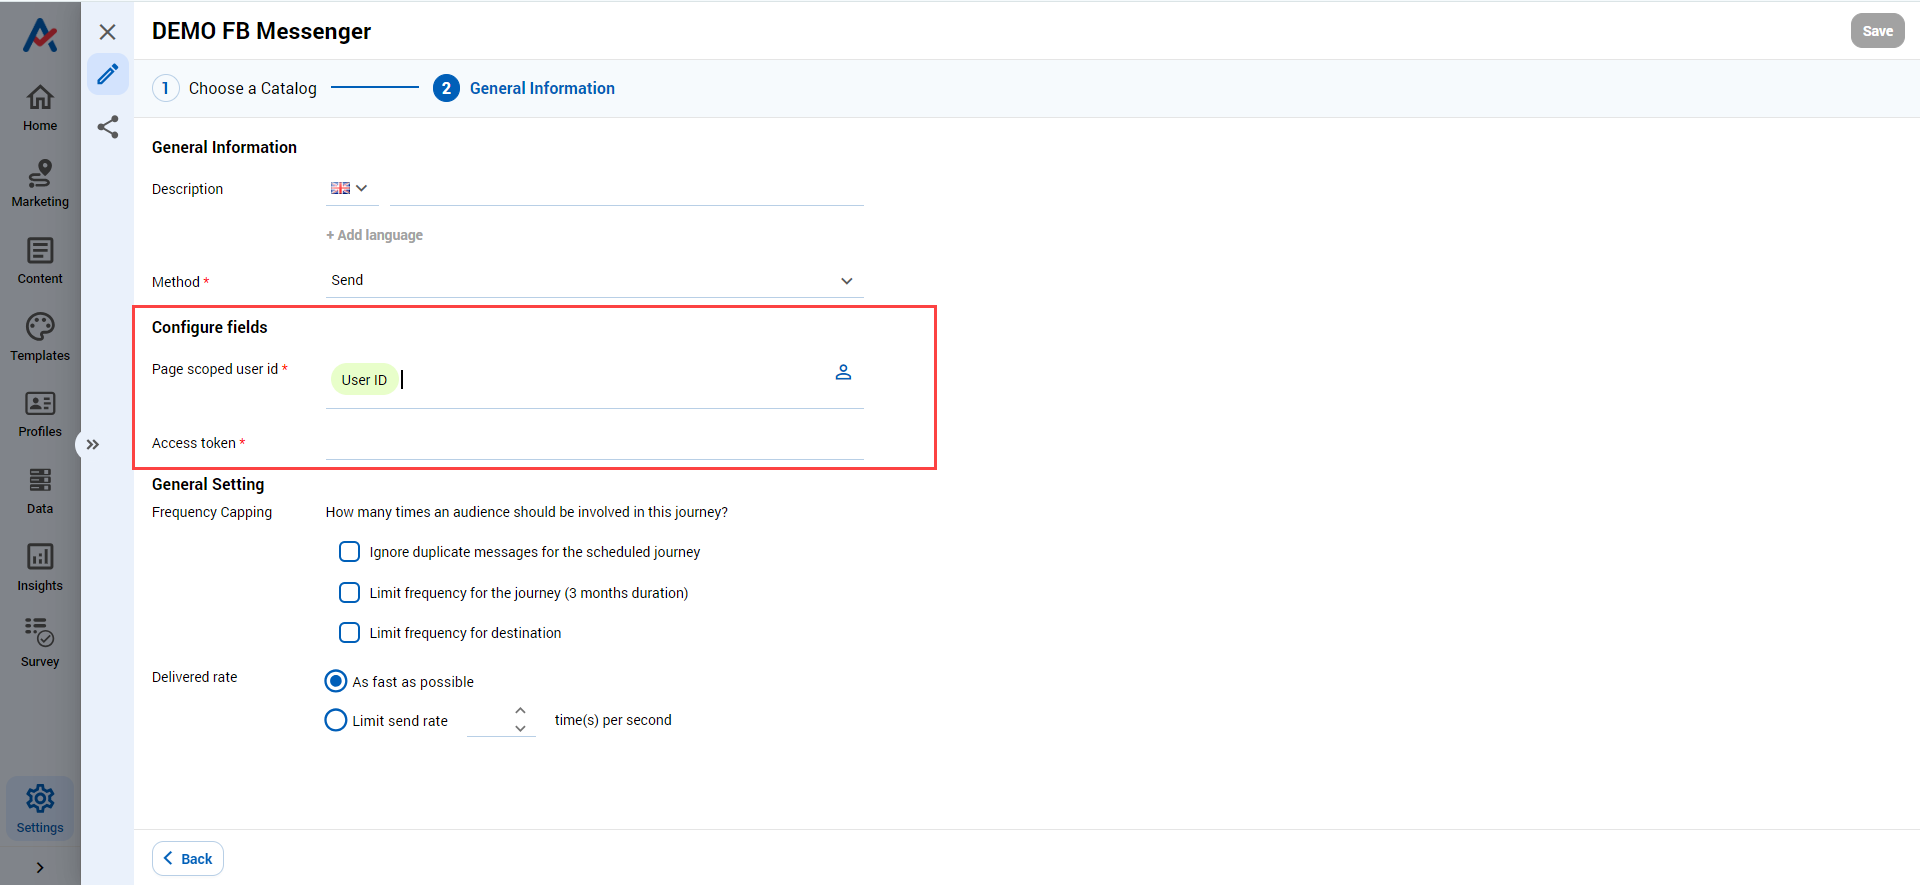 DEMO FB Messenger
Save
1 Choose a Catalog
2 General Information
Home
Marketing
Content
Templates
Profiles
Data
Insights
Survey
Settings
General Information
Description
+ Add language
Method * Send
Configure fields
Page scoped user id * User ID
Access token *
General Setting
Frequency Capping How many times an audience should be involved in this journey?
Ignore duplicate messages for the scheduled journey
Limit frequency for the journey (3 months duration)
Limit frequency for destination
Delivered rate As fast as possible
Limit send rate time(s) per second
Back